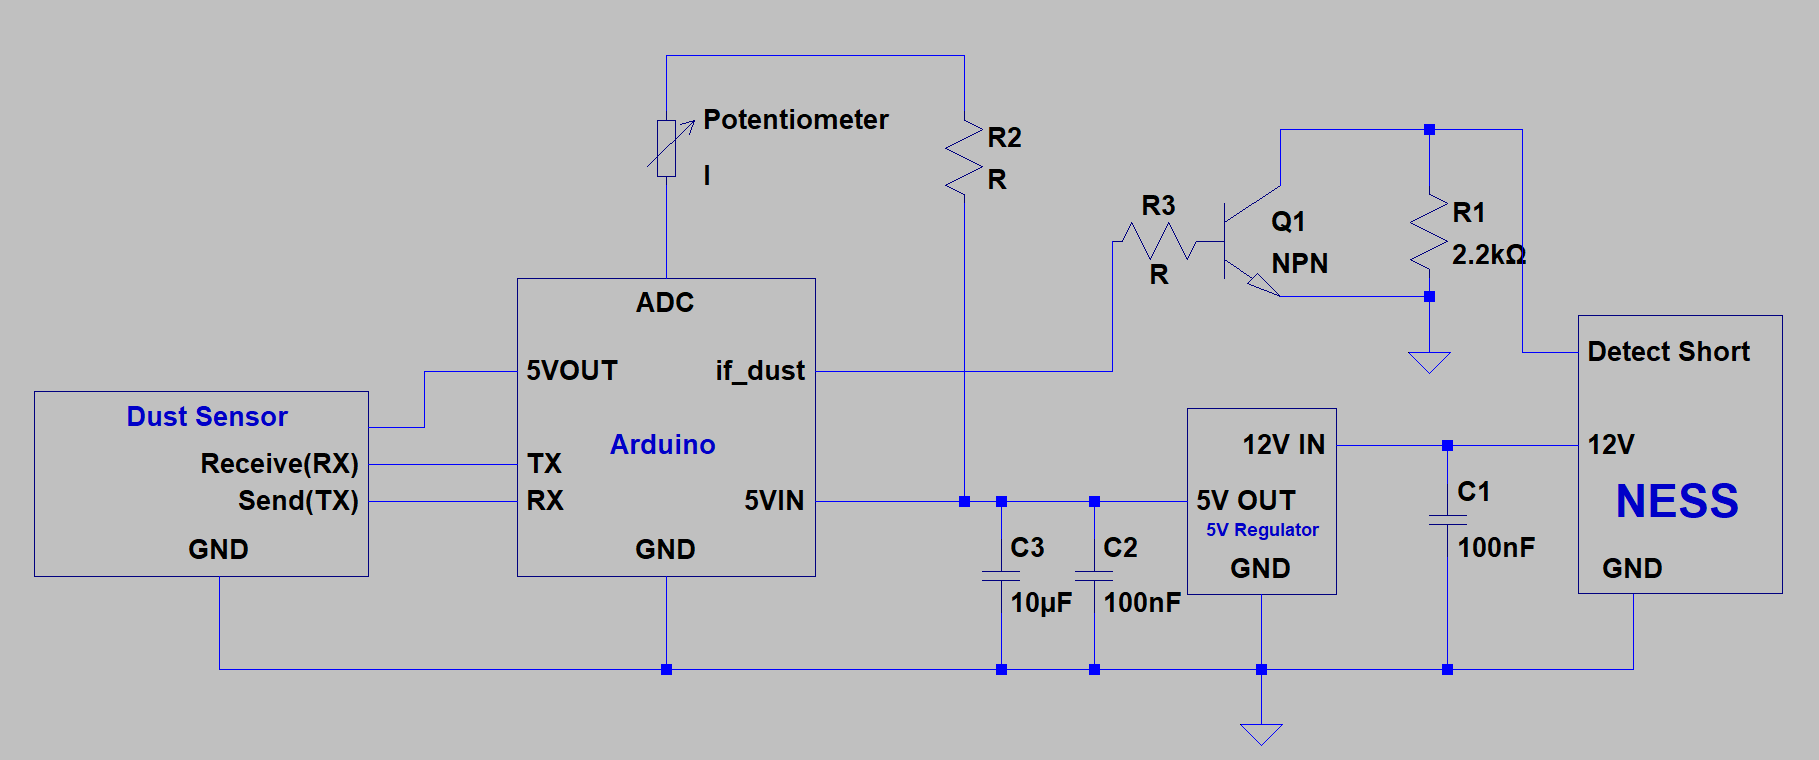 Potentiometer
I
R2
R
R3
R
Q1
NPN
R1
2.2kΩ
ADC
5VOUT
if_dust
Arduino
TX
RX
5VIN
GND
Dust Sensor
Receive(RX)
Send(TX)
GND
C3
10µF
C2
100nF
12V IN
5V OUT
5V Regulator
GND
C1
100nF
Detect Short
12V
NESS
GND